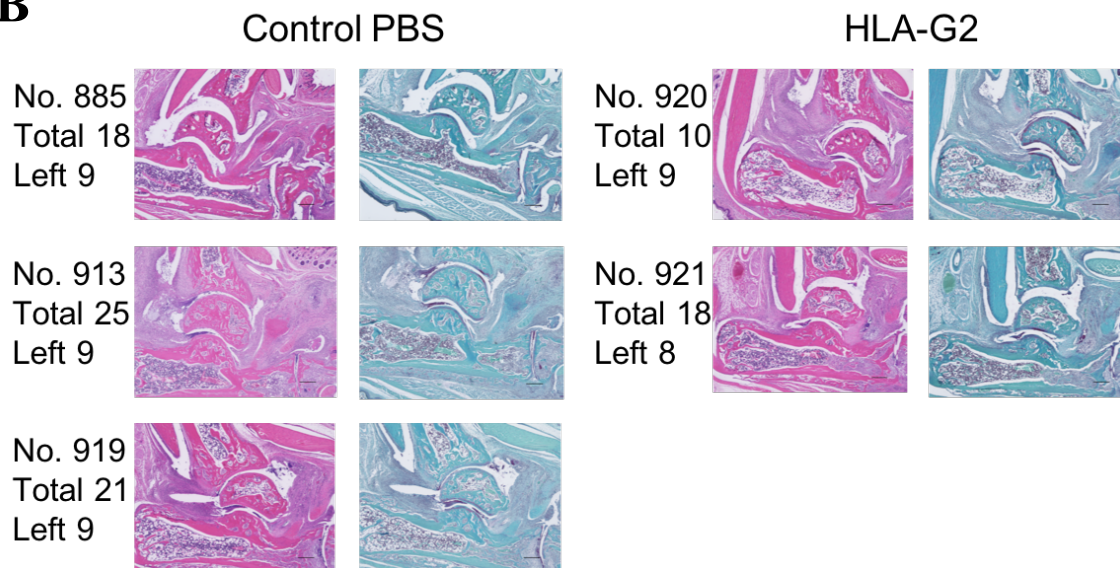 B
Control PBS
HLA-G2
No. 885
Total 18
Left 9
No. 920
Total 10
Left 9
No. 913
Total 25
Left 9
No. 921
Total 18
Left 8
No. 919
Total 21
Left 9